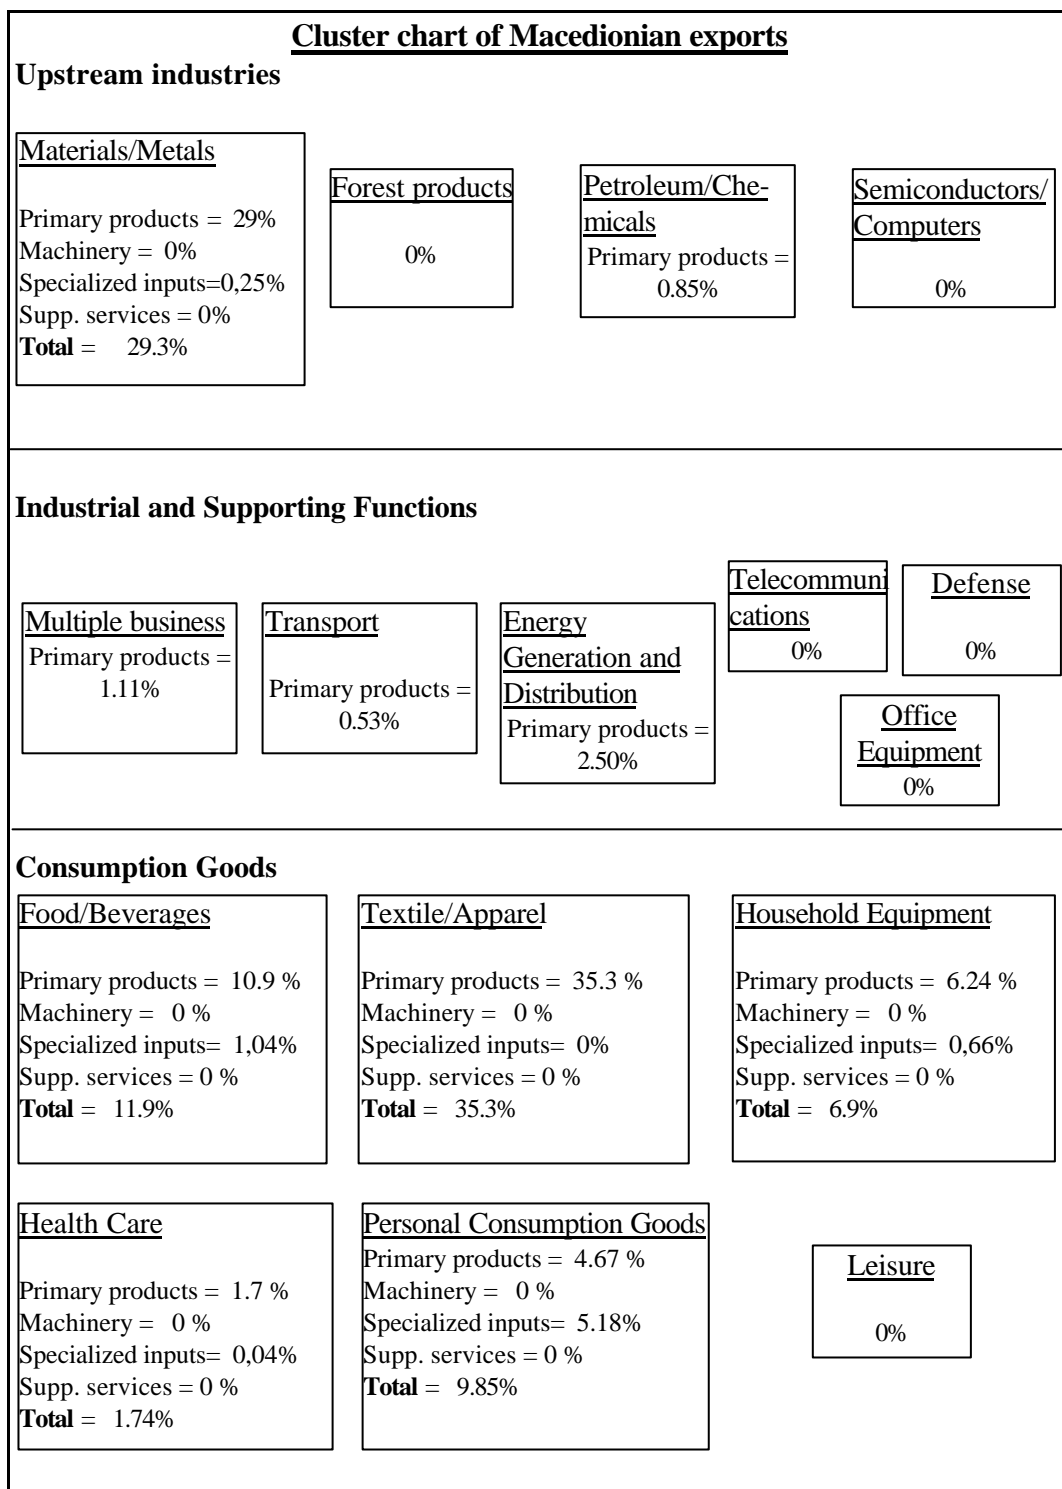 Cluster chart of Macedionian exports
Upstream industries
Materials/Metals
Primary products = 29%
Machinery = 0%
Specialized inputs=0,25%
Supp. services = 0%
Total = 29.3%
Forest products
0%
Petroleum/Che-
micals
Primary products =
0.85%
Semiconductors/
Computers
0%
Industrial and Supporting Functions
Multiple business
Primary products =
1.11%
Transport
Primary products =
0.53%
Energy
Generation and
Distribution
Primary products =
2.50%
Telecommuni
cations
0%
Defense
0%
Office
Equipment
0%
Consumption Goods
Food/Beverages
Primary products = 10.9 %
Machinery = 0 %
Specialized inputs= 1,04%
Supp. services = 0 %
Total = 11.9%
Textile/Apparel
Primary products = 35.3 %
Machinery = 0 %
Specialized inputs= 0%
Supp. services = 0 %
Total = 35.3%
Household Equipment
Primary products = 6.24 %
Machinery = 0 %
Specialized inputs= 0,66%
Supp. services = 0 %
Total = 6.9%
Health Care
Primary products = 1.7 %
Machinery = 0 %
Specialized inputs= 0,04%
Supp. services = 0 %
Total = 1.74%
Personal Consumption Goods
Primary products = 4.67 %
Machinery = 0 %
Specialized inputs= 5.18%
Supp. services = 0 %
Total = 9.85%
Leisure
0%